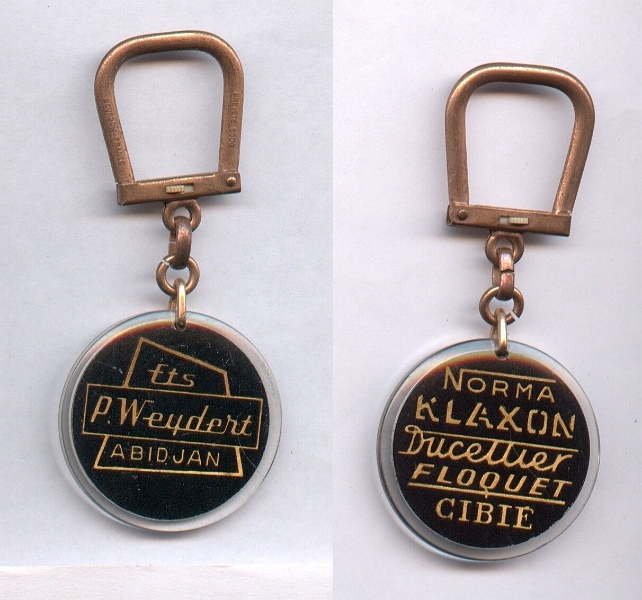 Ets
P. Weydert
ABIDJAN
NORMA
KLAXON
Ducellier
FLOQUET
CIBIE